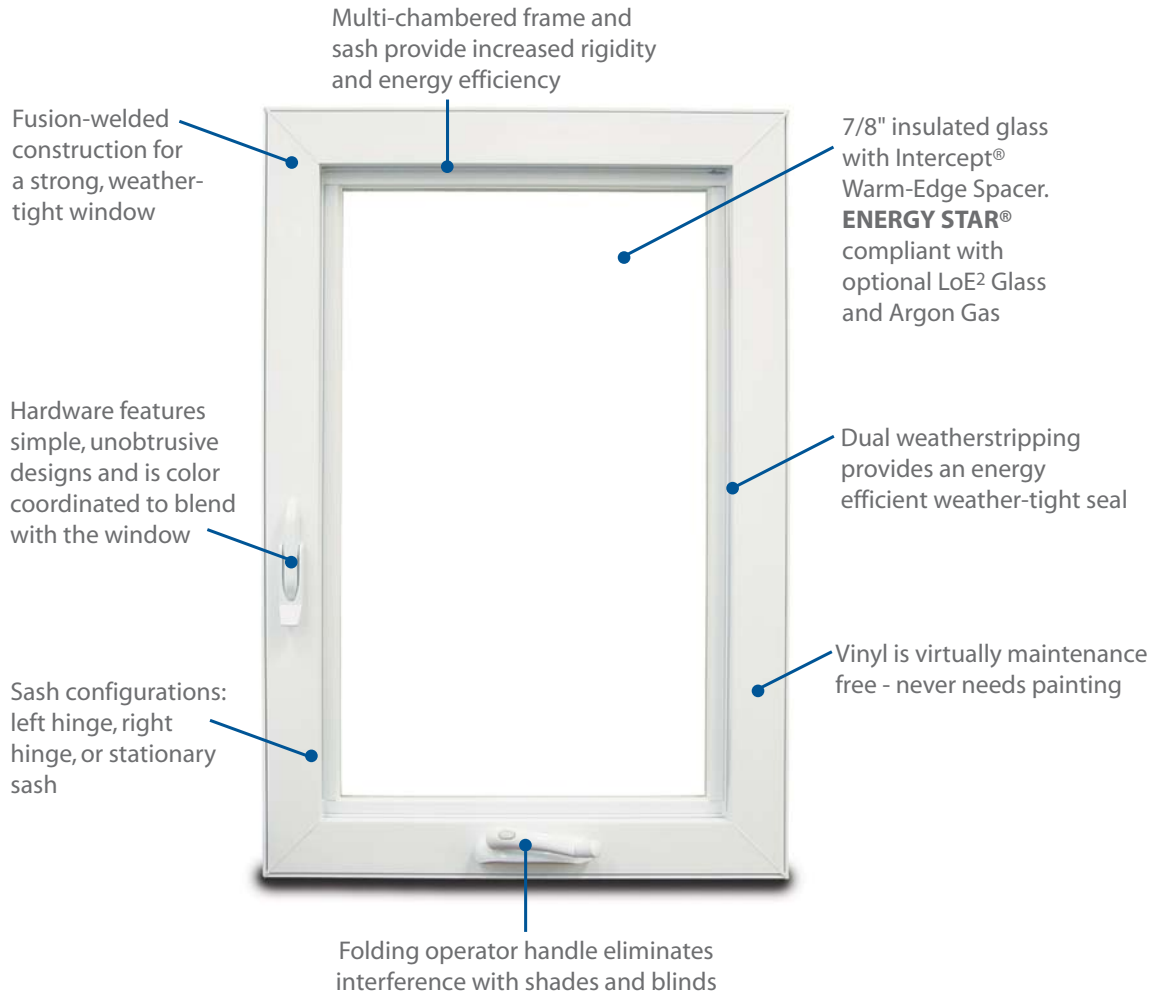 Multi-chambered frame and
sash provide increased rigidity
and energy efficiency
Fusion-welded
construction for
a strong, weather-
tight window
7/8" insulated glass
with Intercept®
Warm-Edge Spacer.
ENERGY STAR®
compliant with
optional LoE² Glass
and Argon Gas
Hardware features
simple, unobtrusive
designs and is color
coordinated to blend
with the window
Dual weatherstripping
provides an energy
efficient weather-tight seal
Sash configurations:
left hinge, right
hinge, or stationary
sash
Vinyl is virtually maintenance
free - never needs painting
Folding operator handle eliminates
interference with shades and blinds